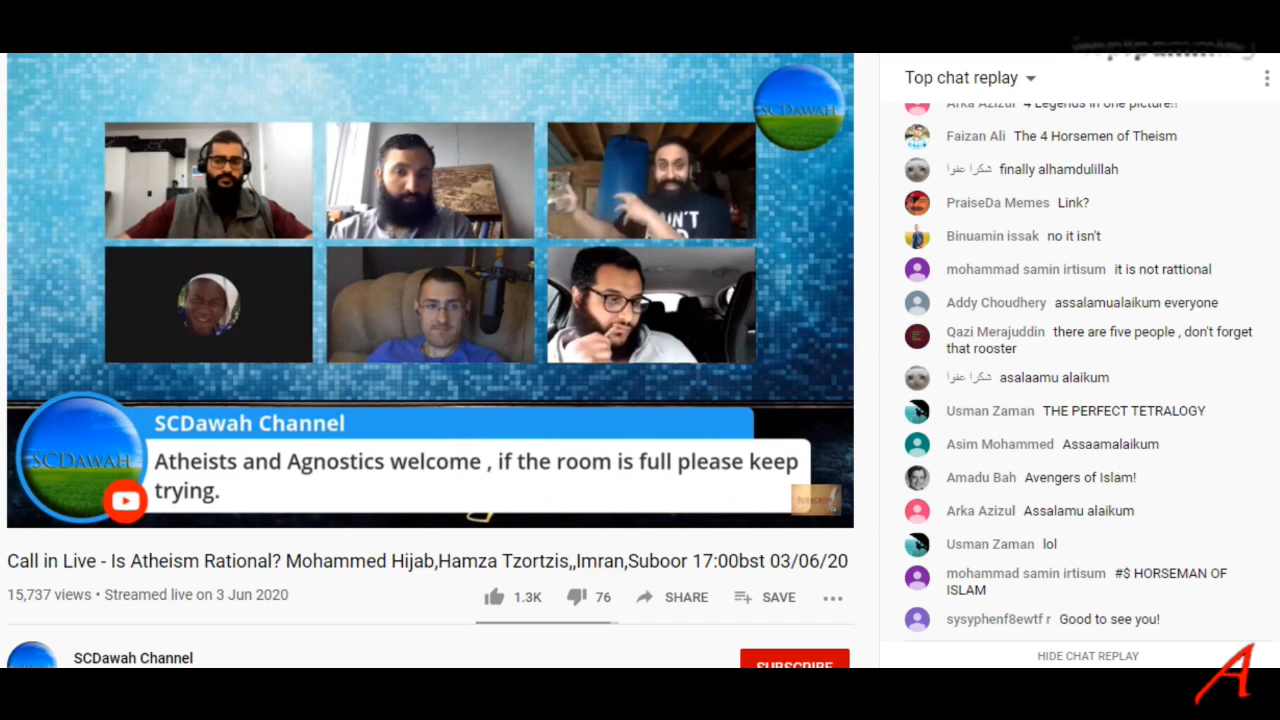 SCDAWAH
UN'T
SCDawah Channel
SCDAWAH
Atheists and Agnostics welcome , if the room is full please keep
trying.
Call in Live - Is Atheism Rational? Mohammed Hijab,Hamza Tzortzis,,Imran,Suboor 17:00bst 03/06/20
15,737 views • Streamed live on 3 Jun 2020
1.3K 76 SHARE SAVE
SCDawah Channel
SUBSCRIBE
Top chat replay
Arka Azizul 4 Legends in one picture!!
Faizan Ali The 4 Horsemen of Theism
شكرا عفوا finally alhamdulillah
PraiseDa Memes Link?
Binuamin issak no it isn't
mohammad samin irtisum it is not rattional
Addy Choudhery assalamualaikum everyone
Qazi Merajuddin there are five people , don't forget
that rooster
شكرا عفوا asalaamu alaikum
Usman Zaman THE PERFECT TETRALOGY
Asim Mohammed Assaamalaikum
Amadu Bah Avengers of Islam!
Arka Azizul Assalamu alaikum
Usman Zaman lol
mohammad samin irtisum #$ HORSEMAN OF
ISLAM
sysyphenf8ewtf r Good to see you!
HIDE CHAT REPLAY
A